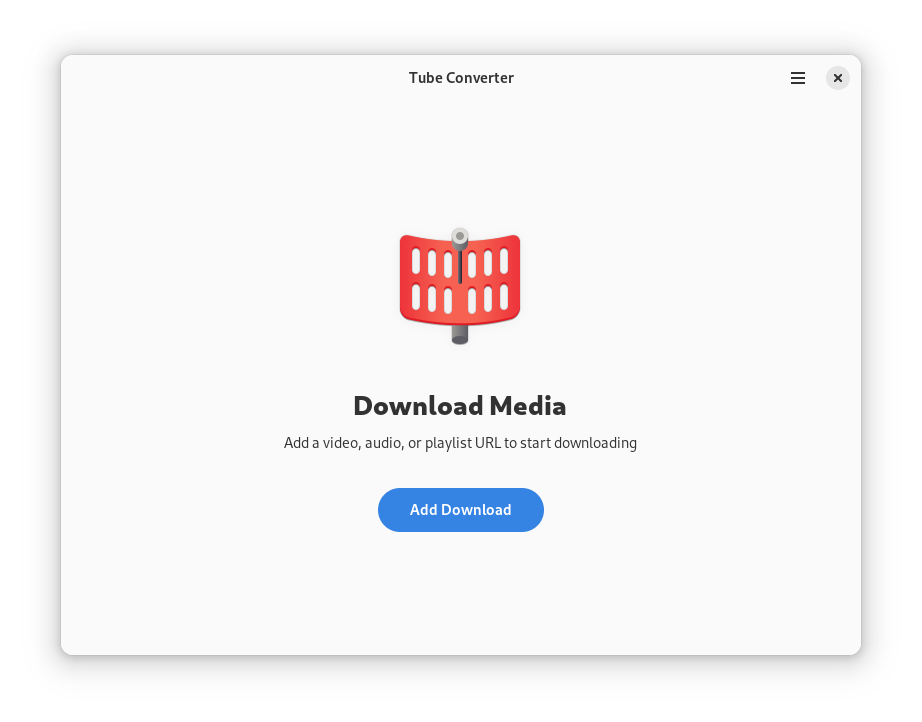 Tube Converter
Download Media
Add a video, audio, or playlist URL to start downloading
Add Download